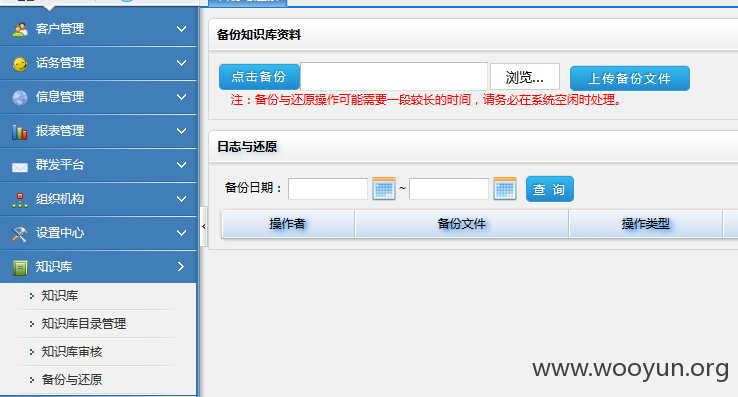 客户管理
话务管理
信息管理
报表管理
群发平台
组织机构
设置中心
知识库
知识库
知识库目录管理
知识库审核
备份与还原
备份知识库资料
点击备份 浏览... 上传备份文件
注：备份与还原操作可能需要一段较长的时间，请务必在系统空闲时处理。
日志与还原
备份日期： ~ 查 询
操作者 备份文件 操作类型
www.wooyun.org